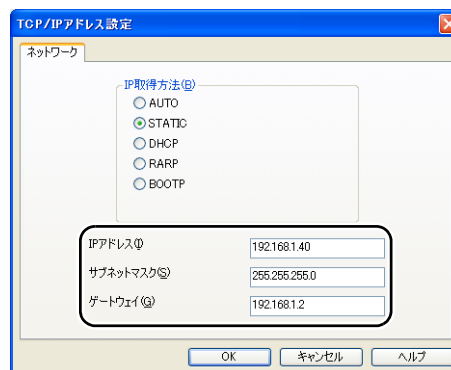 TCP/IPアドレス設定
ネットワーク
IP取得方法(B)
AUTO
STATIC
DHCP
RARP
BOOTP
IPアドレス(I) 192.168.1.40
サブネットマスク(S) 255.255.255.0
ゲートウェイ(G) 192.168.1.2
OK キャンセル ヘルプ